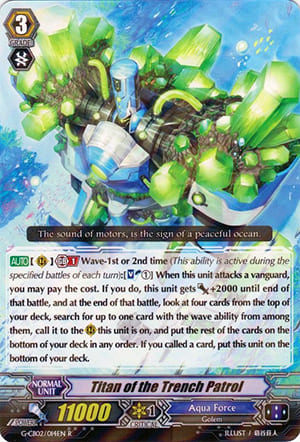 3
GRADE
The sound of motors, is the sign of a peaceful ocean.
AUTO [R] GB1 Wave-1st or 2nd time (This ability is active during the
specified battles of each turn):[1] When this unit attacks a vanguard,
you may pay the cost. If you do, this unit gets +2000 until end of
that battle, and at the end of that battle, look at four cards from the top of
your deck, search for up to one card with the wave ability from among
them, call it to the R this unit is on, and put the rest of the cards on
bottom of your deck in any order. If you called a card, put this unit on the
bottom of your deck.
NORMAL
UNIT
Titan of the Trench Patrol
POWER
11000
1
CRITICAL
Aqua Force
Golem
G-CB02/014EN R